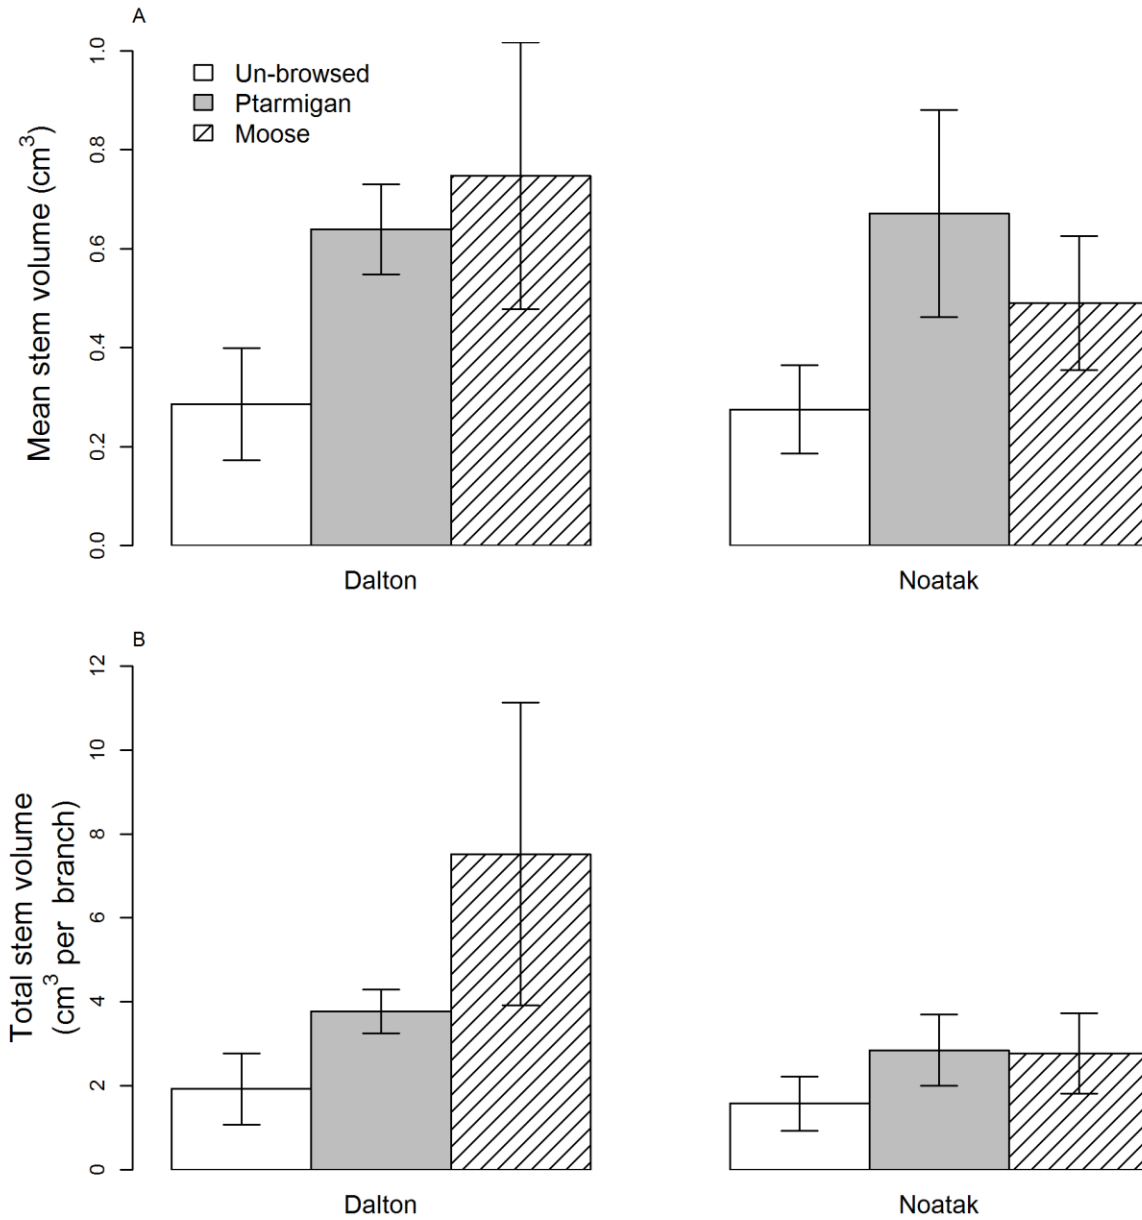 A
Mean stem volume (cm³)
1.0
0.8
0.6
0.4
0.2
0.0
Un-browsed
Ptarmigan
Moose
Dalton
Noatak
B
Total stem volume
(cm³ per branch)
12
10
8
6
4
2
0
Dalton
Noatak